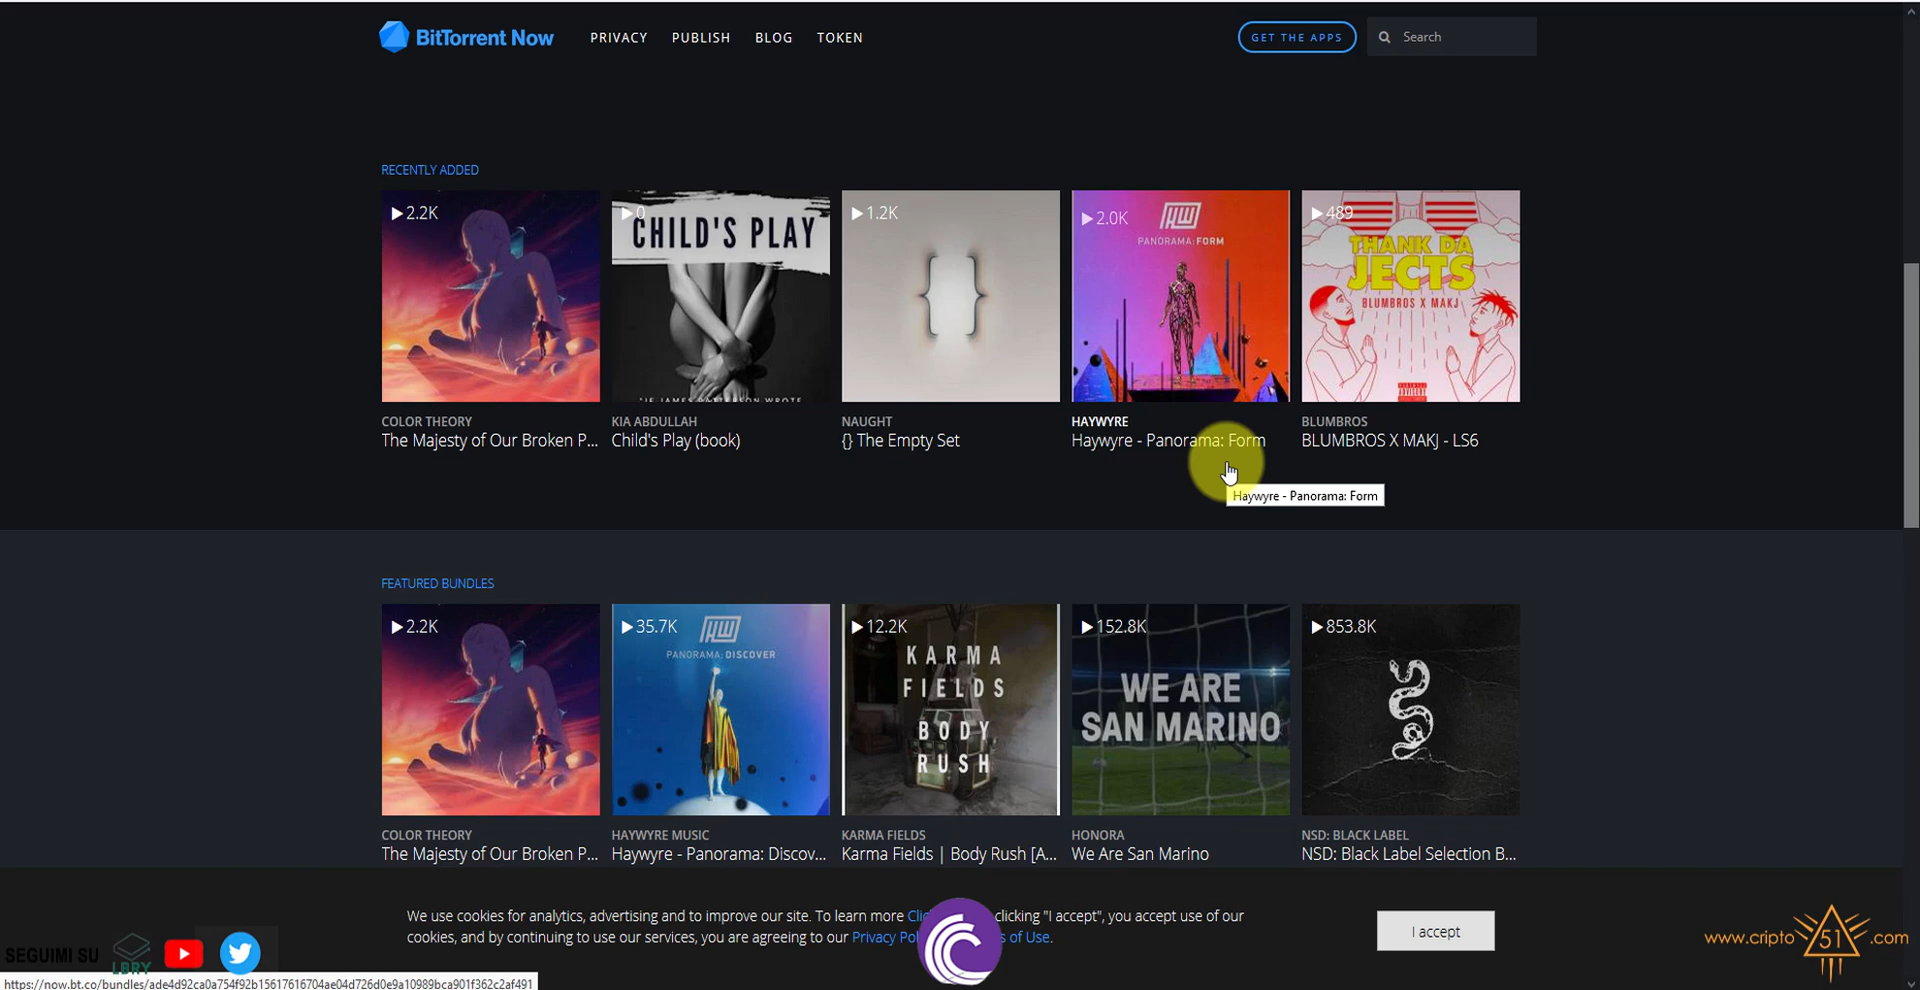 BitTorrent Now PRIVACY PUBLISH BLOG TOKEN GET THE APPS Search
RECENTLY ADDED
2.2K 0 1.2K 2.0K 489
CHILD'S PLAY
PANORAMA: FORM
THANK DA
JECTS
BLUMBROS X MAKJ
COLOR THEORY KIA ABDULLAH NAUGHT HAYWYRE BLUMBROS
The Majesty of Our Broken P... Child's Play (book) {} The Empty Set Haywyre - Panorama: Form BLUMBROS X MAKJ - LS6
Haywyre - Panorama: Form
FEATURED BUNDLES
2.2K 35.7K 12.2K 152.8K 853.8K
PANORAMA: DISCOVER
KARMA
FIELDS
BODY
RUSH
WE ARE
SAN MARINO
COLOR THEORY HAYWYRE MUSIC KARMA FIELDS HONORA NSD: BLACK LABEL
The Majesty of Our Broken P... Haywyre - Panorama: Discov... Karma Fields | Body Rush [A... We Are San Marino NSD: Black Label Selection B...
We use cookies for analytics, advertising and to improve our site. To learn more Clic clicking "I accept", you accept use of our
cookies, and by continuing to use our services, you are agreeing to our Privacy Pol s of Use.
I accept
SEGUIMI SU LBRY
www.cripto 51 .com
https://now.bt.co/bundles/ade4d92ca0a754f92b15617616704ae04d726d0e9a10989bca901f362c2af491